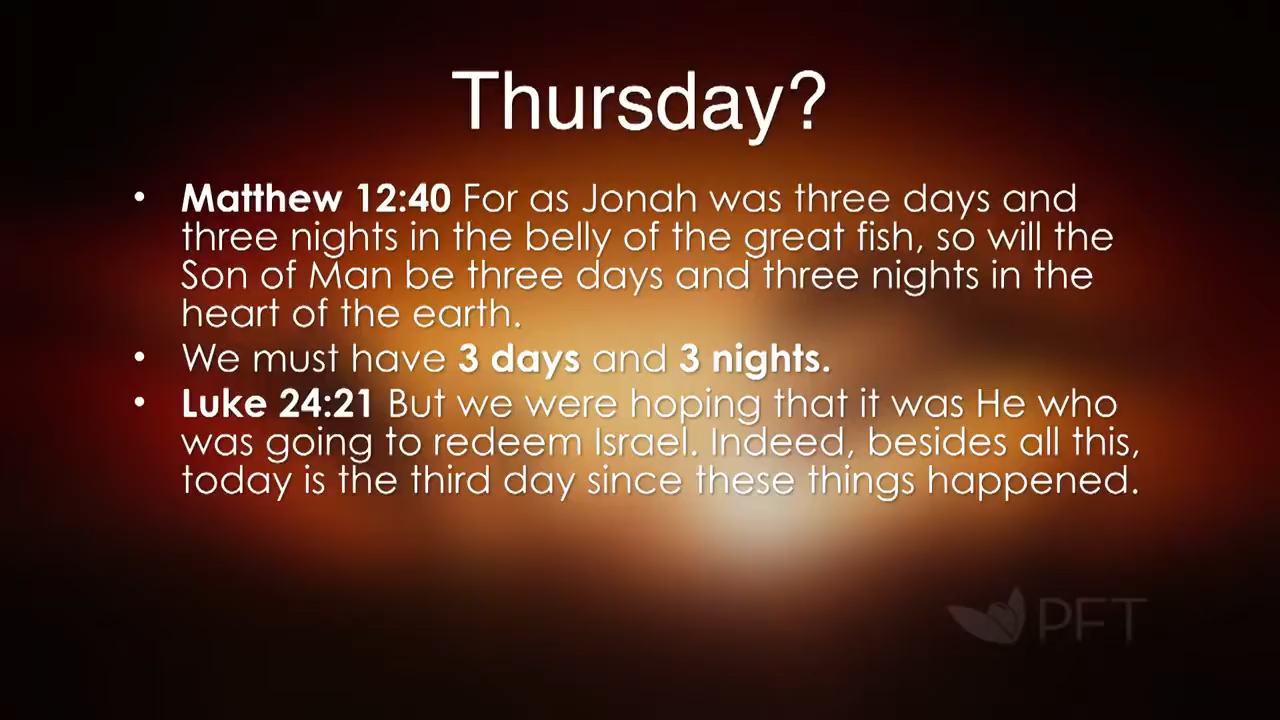 Thursday?
• Matthew 12:40 For as Jonah was three days and
three nights in the belly of the great fish, so will the
Son of Man be three days and three nights in the
heart of the earth.
• We must have 3 days and 3 nights.
• Luke 24:21 But we were hoping that it was He who
was going to redeem Israel. Indeed, besides all this,
today is the third day since these things happened.
PFT